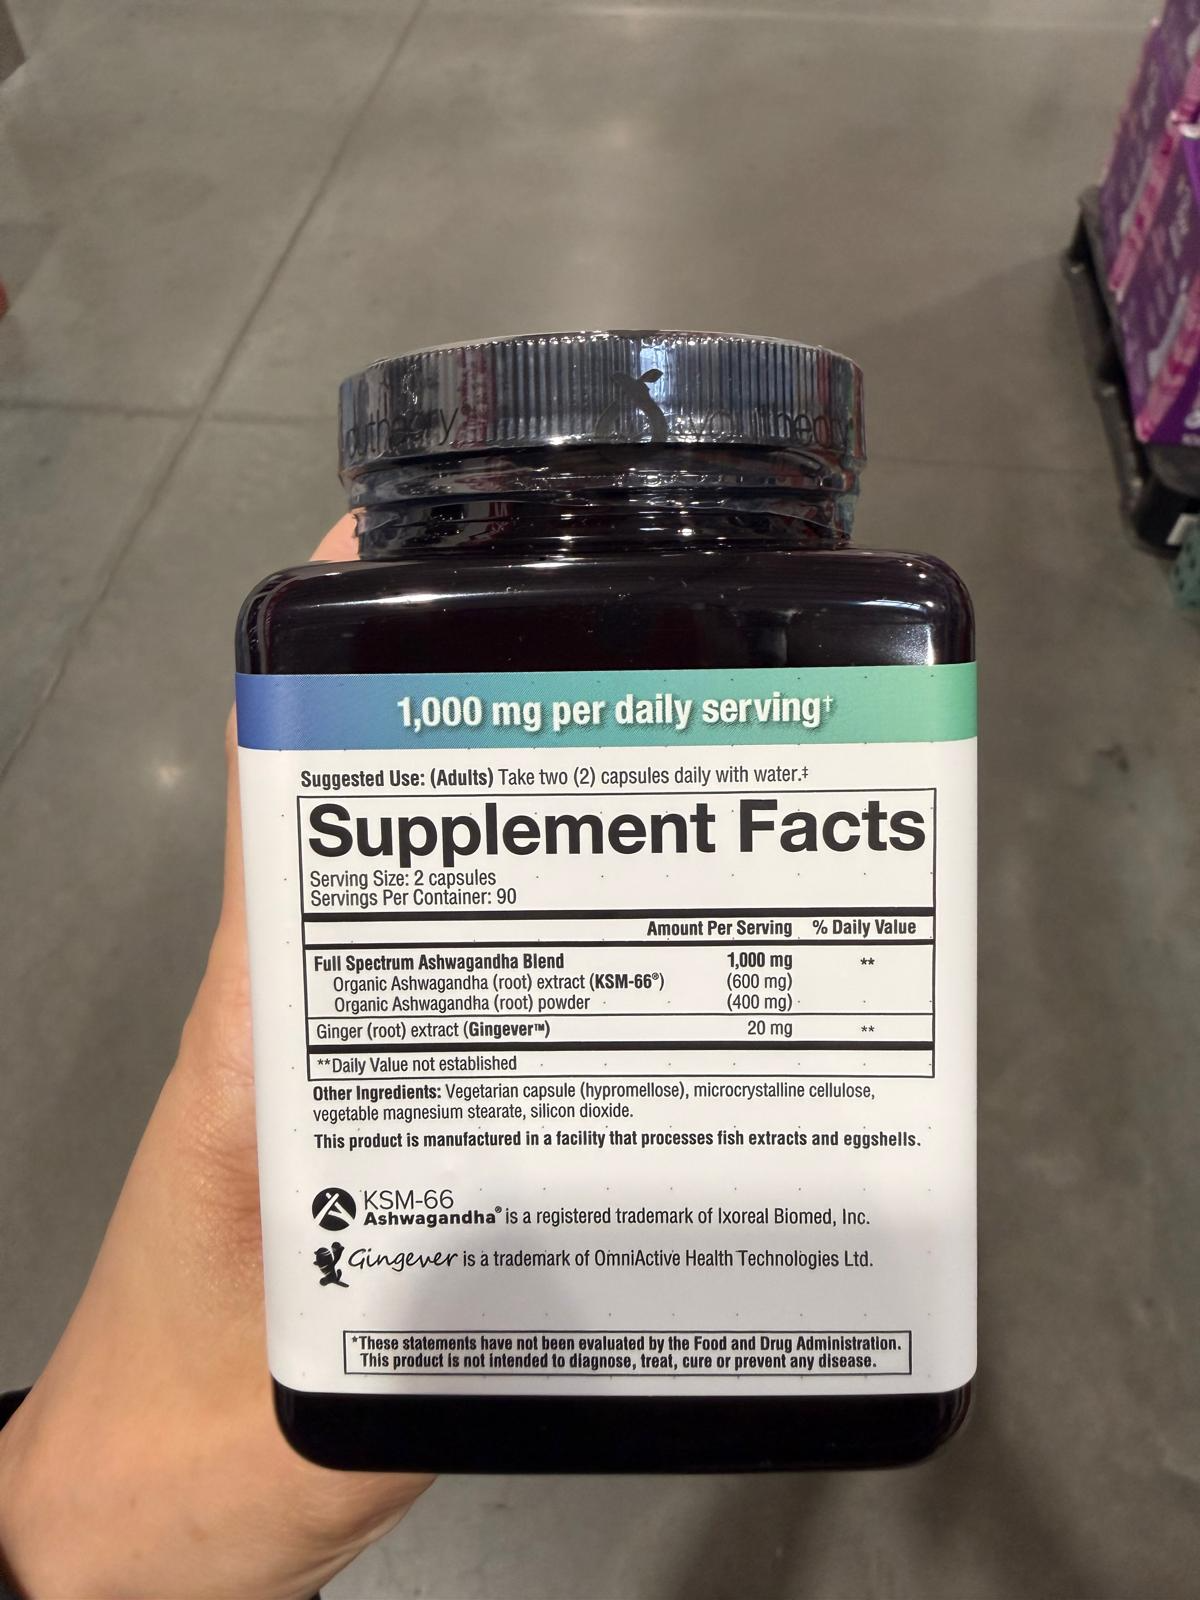 youtheory youtheory
1,000 mg per daily serving†
Suggested Use: (Adults) Take two (2) capsules daily with water.‡
Supplement Facts
Serving Size: 2 capsules
Servings Per Container: 90
Amount Per Serving % Daily Value
Full Spectrum Ashwagandha Blend 1,000 mg **
Organic Ashwagandha (root) extract (KSM-66®) (600 mg)
Organic Ashwagandha (root) powder (400 mg)
Ginger (root) extract (Gingever™) 20 mg **
**Daily Value not established
Other Ingredients: Vegetarian capsule (hypromellose), microcrystalline cellulose,
vegetable magnesium stearate, silicon dioxide.
This product is manufactured in a facility that processes fish extracts and eggshells.
KSM-66
Ashwagandha® is a registered trademark of Ixoreal Biomed, Inc.
Gingever is a trademark of OmniActive Health Technologies Ltd.
*These statements have not been evaluated by the Food and Drug Administration.
This product is not intended to diagnose, treat, cure or prevent any disease.